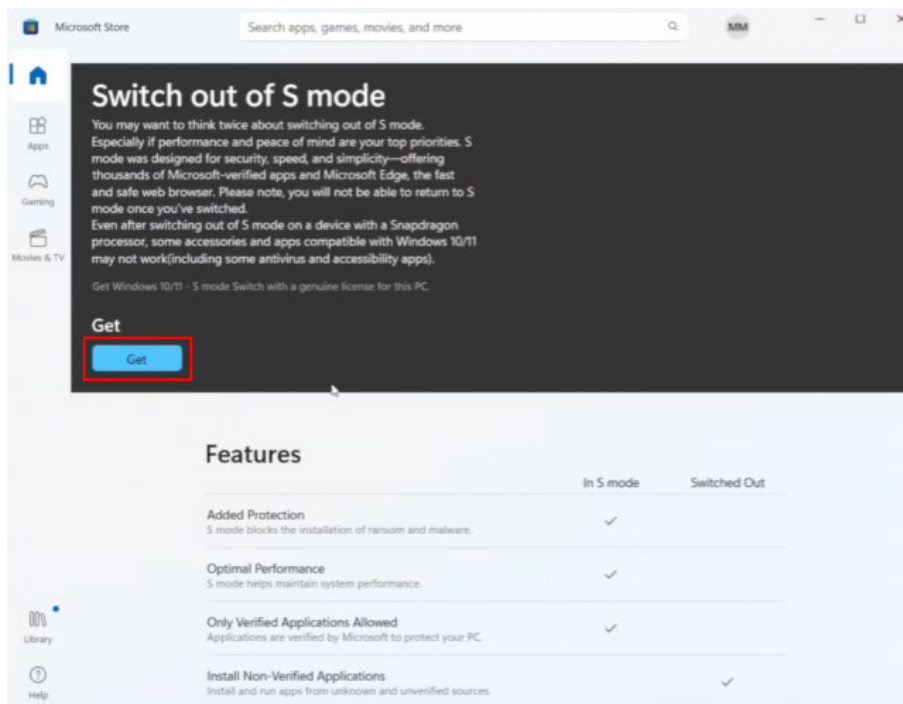 Microsoft Store
Search apps, games, movies, and more
MM
Apps
Gaming
Movies & TV
Switch out of S mode
You may want to think twice about switching out of S mode.
Especially if performance and peace of mind are your top priorities. S
mode was designed for security, speed, and simplicity—offering
thousands of Microsoft-verified apps and Microsoft Edge, the fast
and safe web browser. Please note, you will not be able to return to S
mode once you've switched.
Even after switching out of S mode on a device with a Snapdragon
processor, some accessories and apps compatible with Windows 10/11
may not work(including some antivirus and accessibility apps).
Get Windows 10/11 - S mode Switch with a genuine license for this PC.
Get
Get
Features
In S mode Switched Out
Added Protection
S mode blocks the installation of ransom and malware.
Optimal Performance
S mode helps maintain system performance.
Only Verified Applications Allowed
Applications are verified by Microsoft to protect your PC.
Install Non-Verified Applications
Install and run apps from unknown and unverified sources.
Library
Help